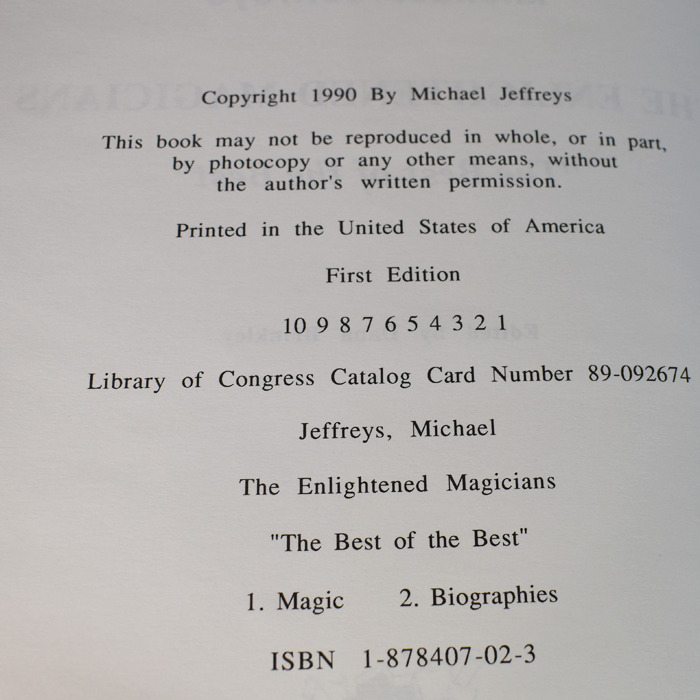 Copyright 1990 By Michael Jeffreys
This book may not be reproduced in whole, or in part,
by photocopy or any other means, without
the author's written permission.
Printed in the United States of America
First Edition
10 9 8 7 6 5 4 3 2 1
Library of Congress Catalog Card Number 89-092674
Jeffreys, Michael
The Enlightened Magicians
"The Best of the Best"
1. Magic 2. Biographies
ISBN 1-878407-02-3